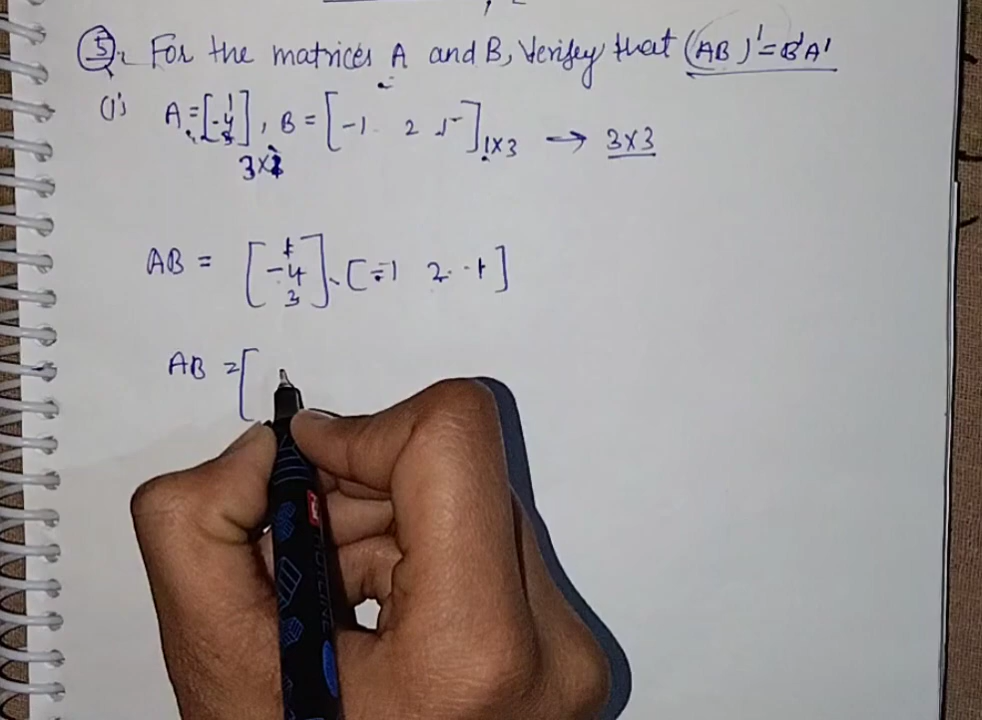 ⑤. For the matrices A and B, Verifey that (AB)' = B'A'
(i) A = [1 -4 3], B = [-1 2 1]
3×1 1×3 → 3×3
AB = [1 -4 3] . [-1 2 1]
AB = [